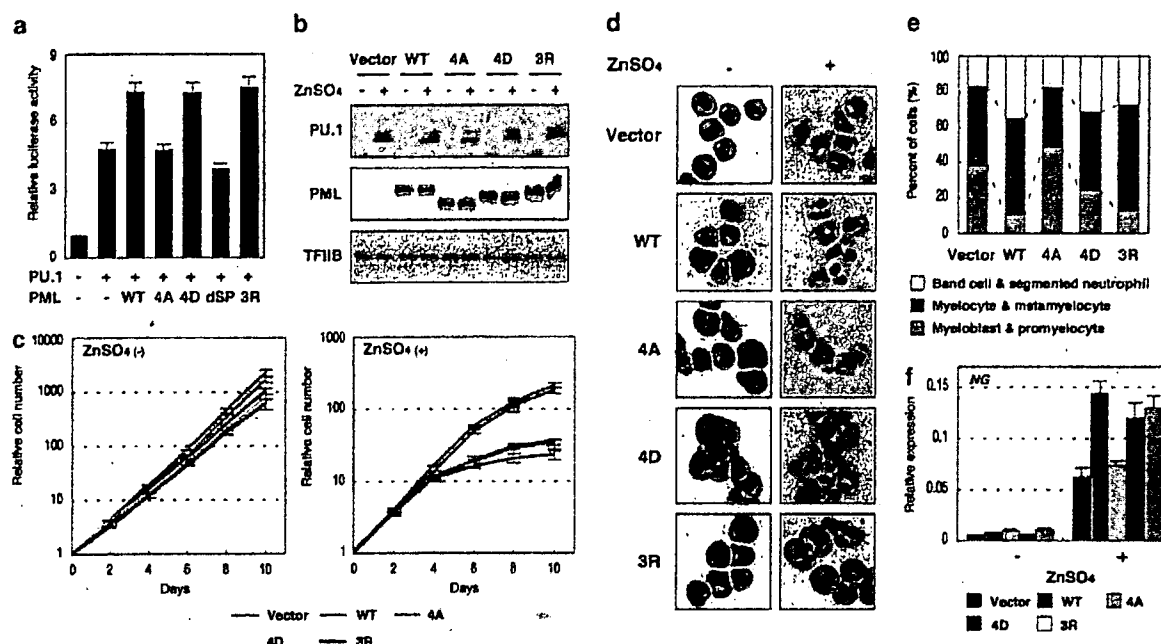 a
Relative luciferase activity
9
6
3
0
PU.1 - + + + + + +
PML - - WT 4A 4D dSP 3R
b
Vector WT 4A 4D 3R
ZnSO4 - + - + - + - + - +
PU.1
PML
TFIIB
c
Relative cell number
10000
1000
100
10
1
ZnSO4 (-)
0 2 4 6 8 10
Days
Relative cell number
1000
100
10
1
ZnSO4 (+)
0 2 4 6 8 10
Days
Vector WT 4A
4D 3R
d
ZnSO4 - +
Vector
WT
4A
4D
3R
e
Percent of cells (%)
100
80
60
40
20
0
Vector WT 4A 4D 3R
Band cell & segmented neutrophil
Myelocyte & metamyelocyte
Myeloblast & promyelocyte
f
NG
Relative expression
0.15
0.1
0.05
0
- +
ZnSO4
Vector WT 4A
4D 3R